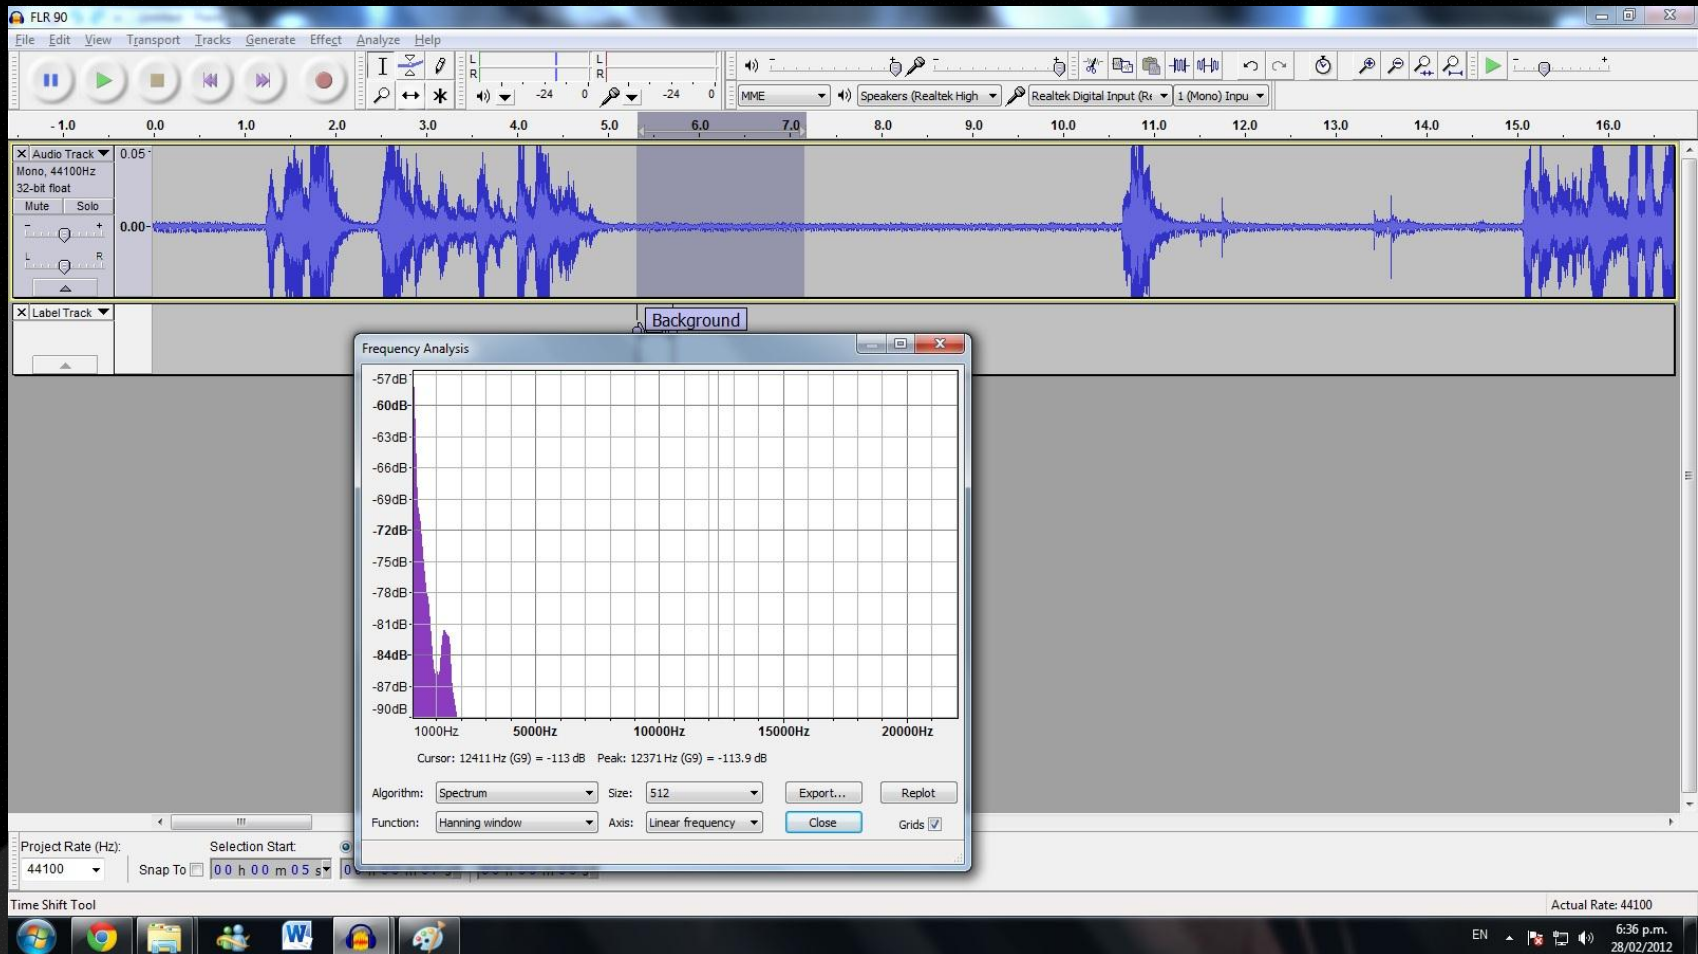 FLR 90
File Edit View Transport Tracks Generate Effect Analyze Help
L
R
-24 0
L
R
-24 0
MME
Speakers (Realtek High
Realtek Digital Input (Re
1 (Mono) Inpu
- 1.0 0.0 1.0 2.0 3.0 4.0 5.0 6.0 7.0 8.0 9.0 10.0 11.0 12.0 13.0 14.0 15.0 16.0
X Audio Track
Mono, 44100Hz
32-bit float
Mute Solo
- +
L R
0.05
0.00
X Label Track
Background
Frequency Analysis
-57dB
-60dB
-63dB
-66dB
-69dB
-72dB
-75dB
-78dB
-81dB
-84dB
-87dB
-90dB
1000Hz 5000Hz 10000Hz 15000Hz 20000Hz
Cursor: 12411 Hz (G9) = -113 dB Peak: 12371 Hz (G9) = -113.9 dB
Algorithm: Spectrum Size: 512 Export... Replot
Function: Hanning window Axis: Linear frequency Close Grids
Project Rate (Hz):
44100
Snap To
Selection Start:
00 h 00 m 05 s
Time Shift Tool
Actual Rate: 44100
EN
6:36 p.m.
28/02/2012